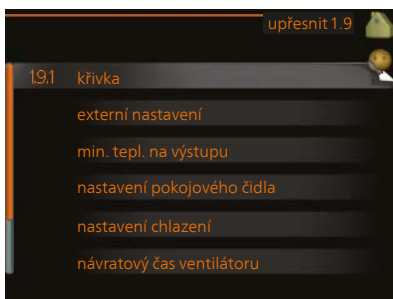 upřesnit 1.9
1.9.1 křivka
externí nastavení
min. tepl. na výstupu
nastavení pokojového čidla
nastavení chlazení
návratový čas ventilátoru